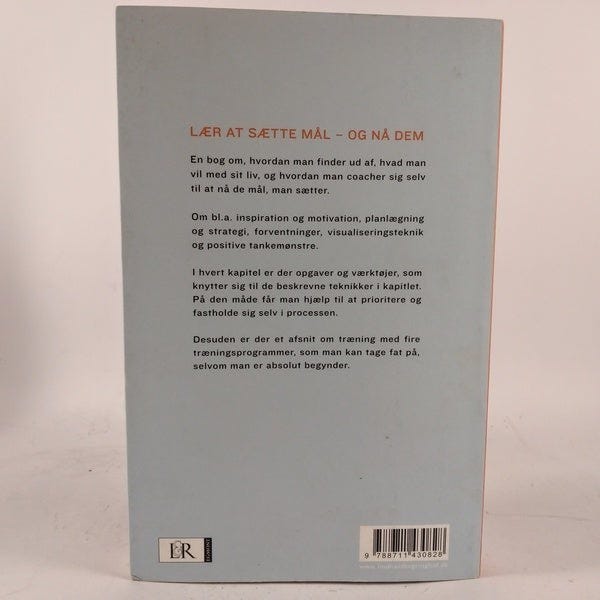 LÆR AT SÆTTE MÅL – OG NÅ DEM
En bog om, hvordan man finder ud af, hvad man
vil med sit liv, og hvordan man coacher sig selv
til at nå de mål, man sætter.
Om bl.a. inspiration og motivation, planlægning
og strategi, forventninger, visualiseringsteknik
og positive tankemønstre.
I hvert kapitel er der opgaver og værktøjer, som
knytter sig til de beskrevne teknikker i kapitlet.
På den måde får man hjælp til at prioritere og
fastholde sig selv i processen.
Desuden er der et afsnit om træning med fire
træningsprogrammer, som man kan tage fat på,
selvom man er absolut begynder.
L&R
EGMONT
9 788711 430828